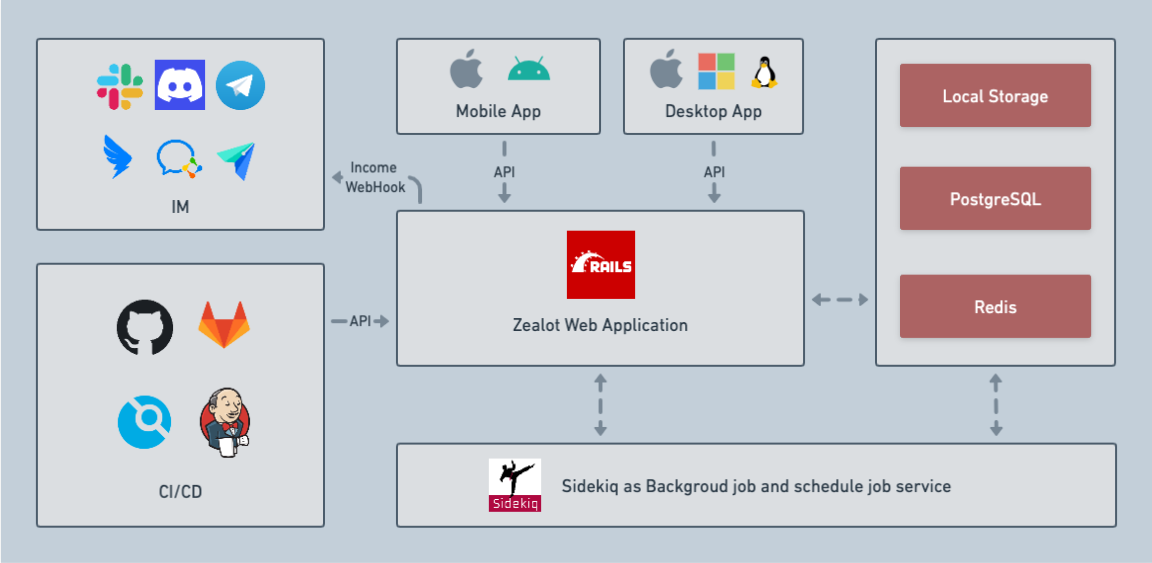 Mobile App
Desktop App
Local Storage
IM
Income
WebHook
API
API
PostgreSQL
RAILS
Zealot Web Application
Redis
API
CI/CD
Sidekiq
Sidekiq as Backgroud job and schedule job service